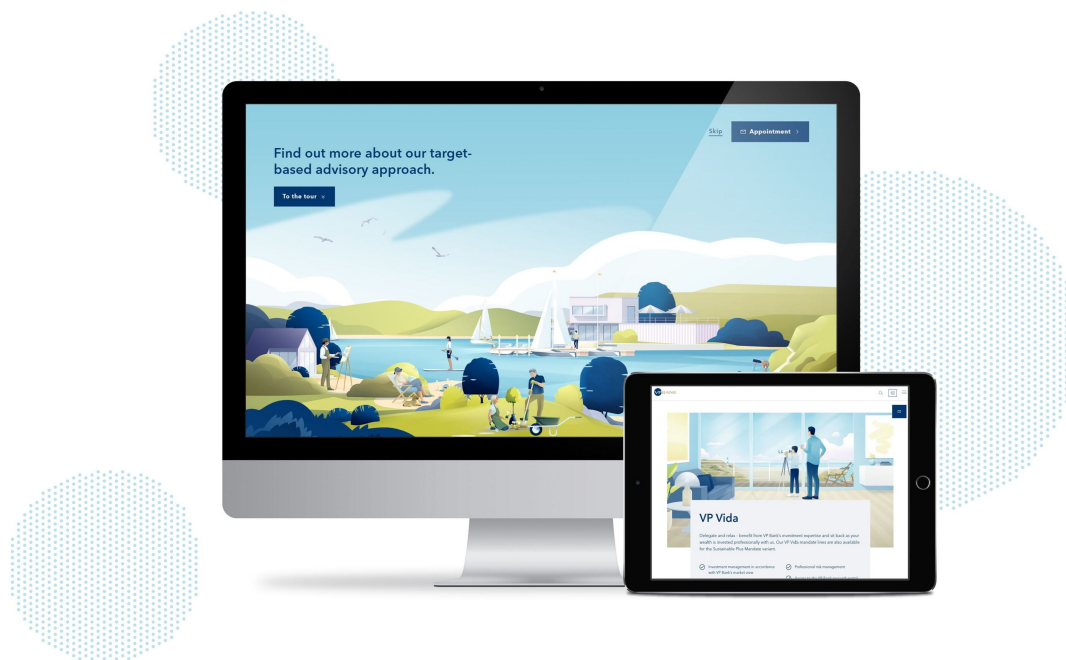 Skip
Appointment
Find out more about our target-
based advisory approach.
To the tour
VP BANK
VP Vida
Delegate and relax - benefit from VP Bank's investment expertise and sit back as your
wealth is invested professionally with us. Our VP Vida mandate lines are also available
for the Sustainable Plus Mandate variant.
Investment management in accordance
with VP Bank's market view
Professional risk management